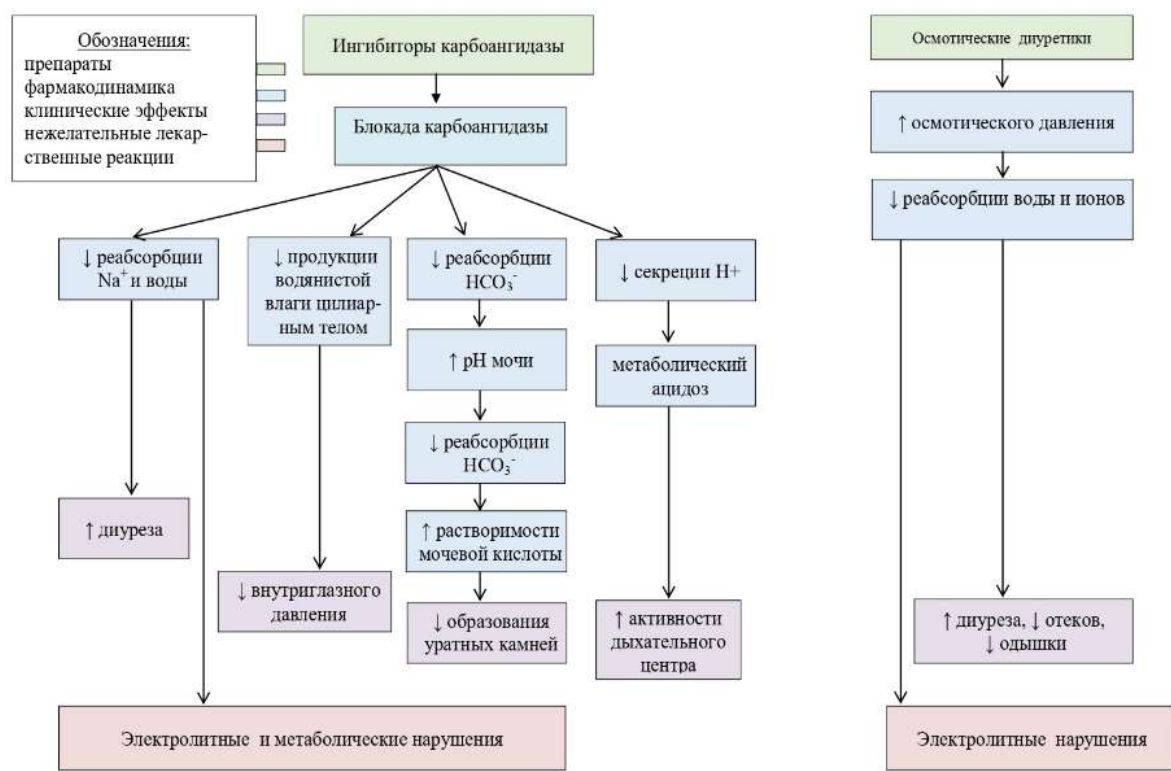 Обозначения:
препараты
фармакодинамика
клинические эффекты
нежелательные лекар-
ственные реакции
Ингибиторы карбоангидазы
Блокада карбоангидазы
↓ реабсорбции
Na⁺ и воды
↓ продукции
водянистой
влаги цилиар-
ным телом
↓ реабсорбции
HCO₃⁻
↓ секреции H+
↑ pH мочи
метаболический
ацидоз
↓ реабсорбции
HCO₃⁻
↑ диуреза
↑ растворимости
мочевой кислоты
↓ внутриглазного
давления
↓ образования
уратных камней
↑ активности
дыхательного
центра
Электролитные и метаболические нарушения
Осмотические диуретики
↑ осмотического давления
↓ реабсорбции воды и ионов
↑ диуреза, ↓ отеков,
↓ одышки
Электролитные нарушения